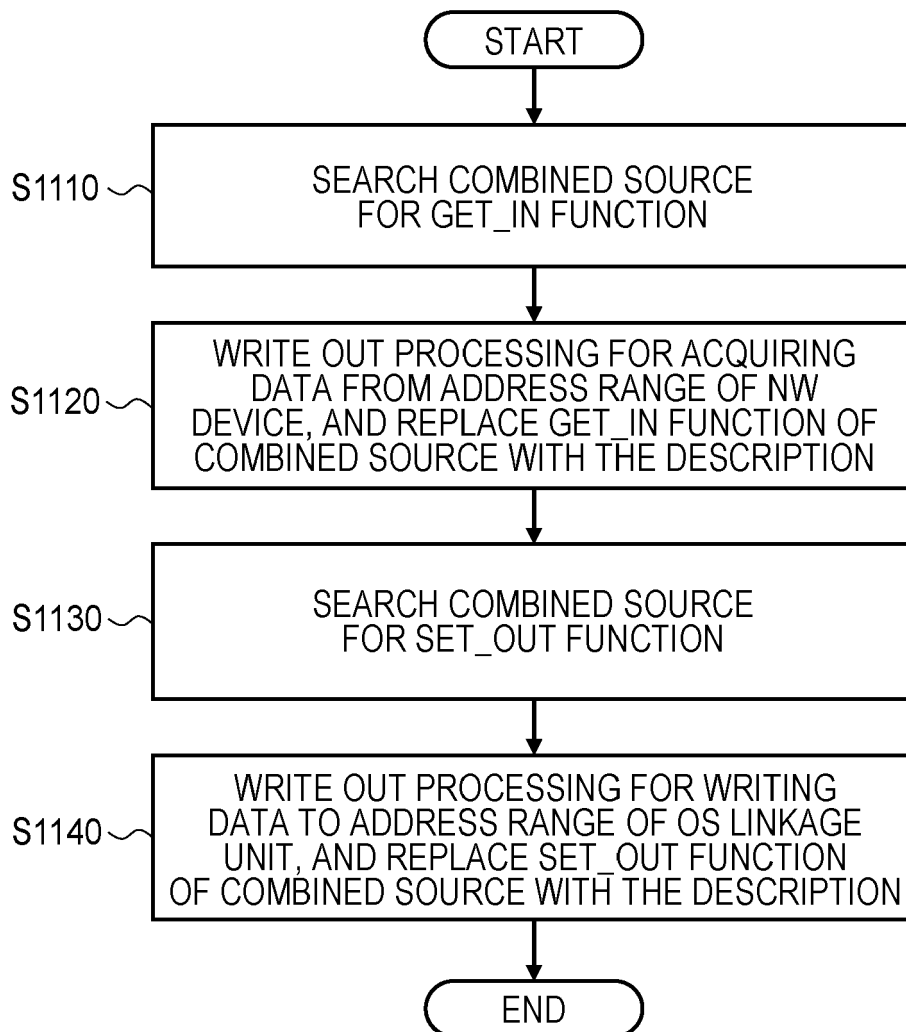 START
S1110
SEARCH COMBINED SOURCE
FOR GET_IN FUNCTION
S1120
WRITE OUT PROCESSING FOR ACQUIRING
DATA FROM ADDRESS RANGE OF NW
DEVICE, AND REPLACE GET_IN FUNCTION OF
COMBINED SOURCE WITH THE DESCRIPTION
S1130
SEARCH COMBINED SOURCE
FOR SET_OUT FUNCTION
S1140
WRITE OUT PROCESSING FOR WRITING
DATA TO ADDRESS RANGE OF OS LINKAGE
UNIT, AND REPLACE SET_OUT FUNCTION
OF COMBINED SOURCE WITH THE DESCRIPTION
END